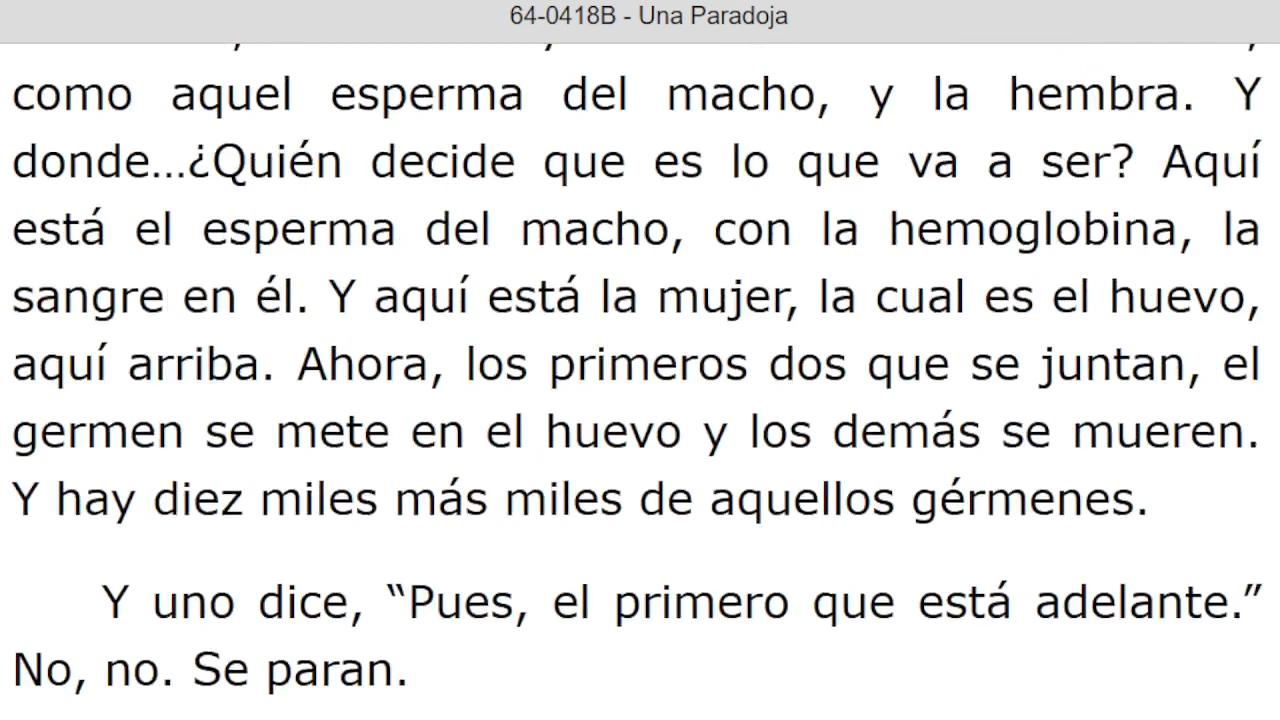 64-0418B - Una Paradoja
como aquel esperma del macho, y la hembra. Y
donde...¿Quién decide que es lo que va a ser? Aquí
está el esperma del macho, con la hemoglobina, la
sangre en él. Y aquí está la mujer, la cual es el huevo,
aquí arriba. Ahora, los primeros dos que se juntan, el
germen se mete en el huevo y los demás se mueren.
Y hay diez miles más miles de aquellos gérmenes.
Y uno dice, “Pues, el primero que está adelante.”
No, no. Se paran.